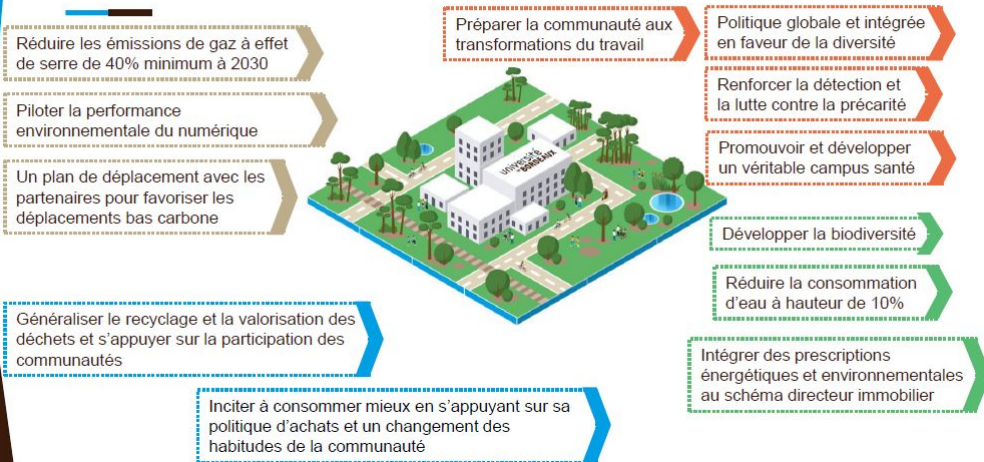 Réduire les émissions de gaz à effet
de serre de 40% minimum à 2030
Piloter la performance
environnementale du numérique
Un plan de déplacement avec les
partenaires pour favoriser les
déplacements bas carbone
Préparer la communauté aux
transformations du travail
Politique globale et intégrée
en faveur de la diversité
Renforcer la détection et
la lutte contre la précarité
Promouvoir et développer
un véritable campus santé
université
de BORDEAUX
Développer la biodiversité
Réduire la consommation
d'eau à hauteur de 10%
Intégrer des prescriptions
énergétiques et environnementales
au schéma directeur immobilier
Généraliser le recyclage et la valorisation des
déchets et s'appuyer sur la participation des
communautés
Inciter à consommer mieux en s'appuyant sur sa
politique d'achats et un changement des
habitudes de la communauté